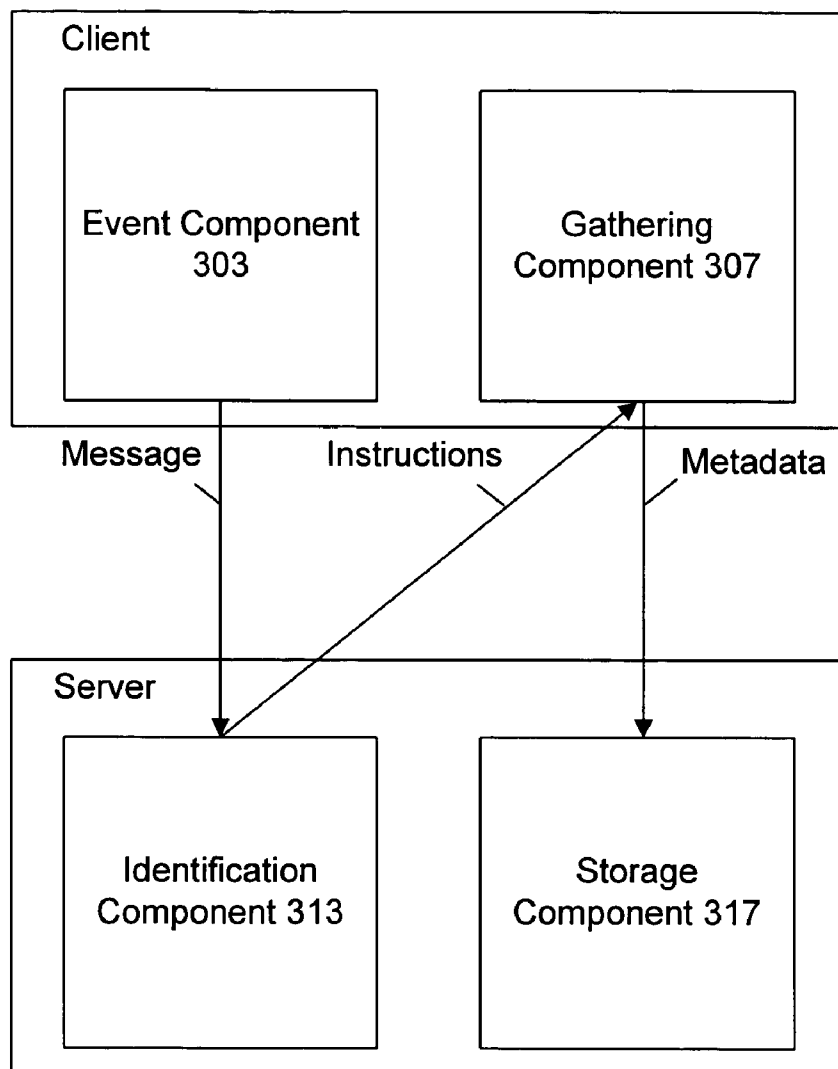 Client
Event Component
303
Gathering
Component 307
Message
Instructions
Metadata
Server
Identification
Component 313
Storage
Component 317